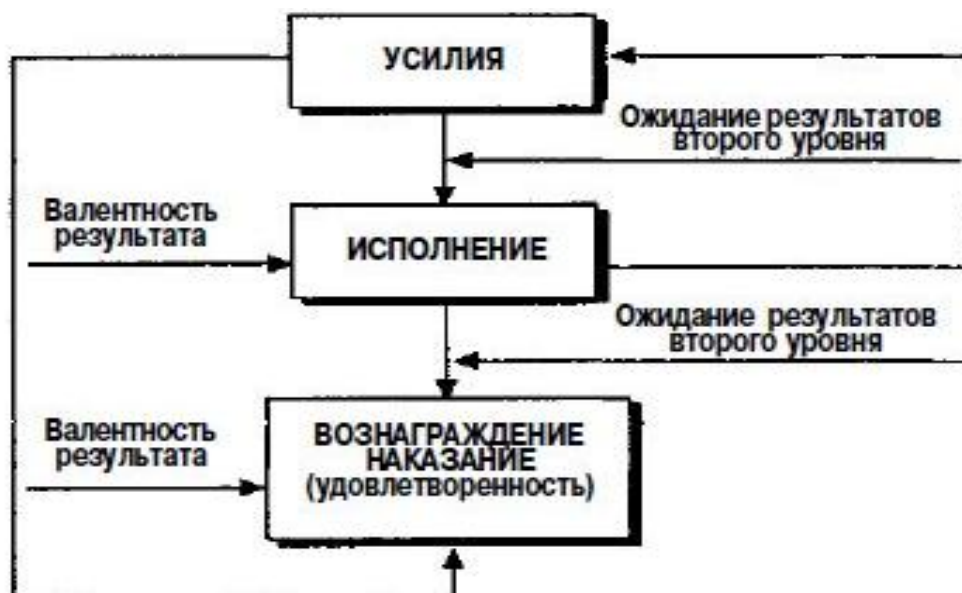 УСИЛИЯ
Ожидание результатов
второго уровня
Валентность
результата
ИСПОЛНЕНИЕ
Ожидание результатов
второго уровня
Валентность
результата
ВОЗНАГРАЖДЕНИЕ
НАКАЗАНИЕ
(удовлетворенность)